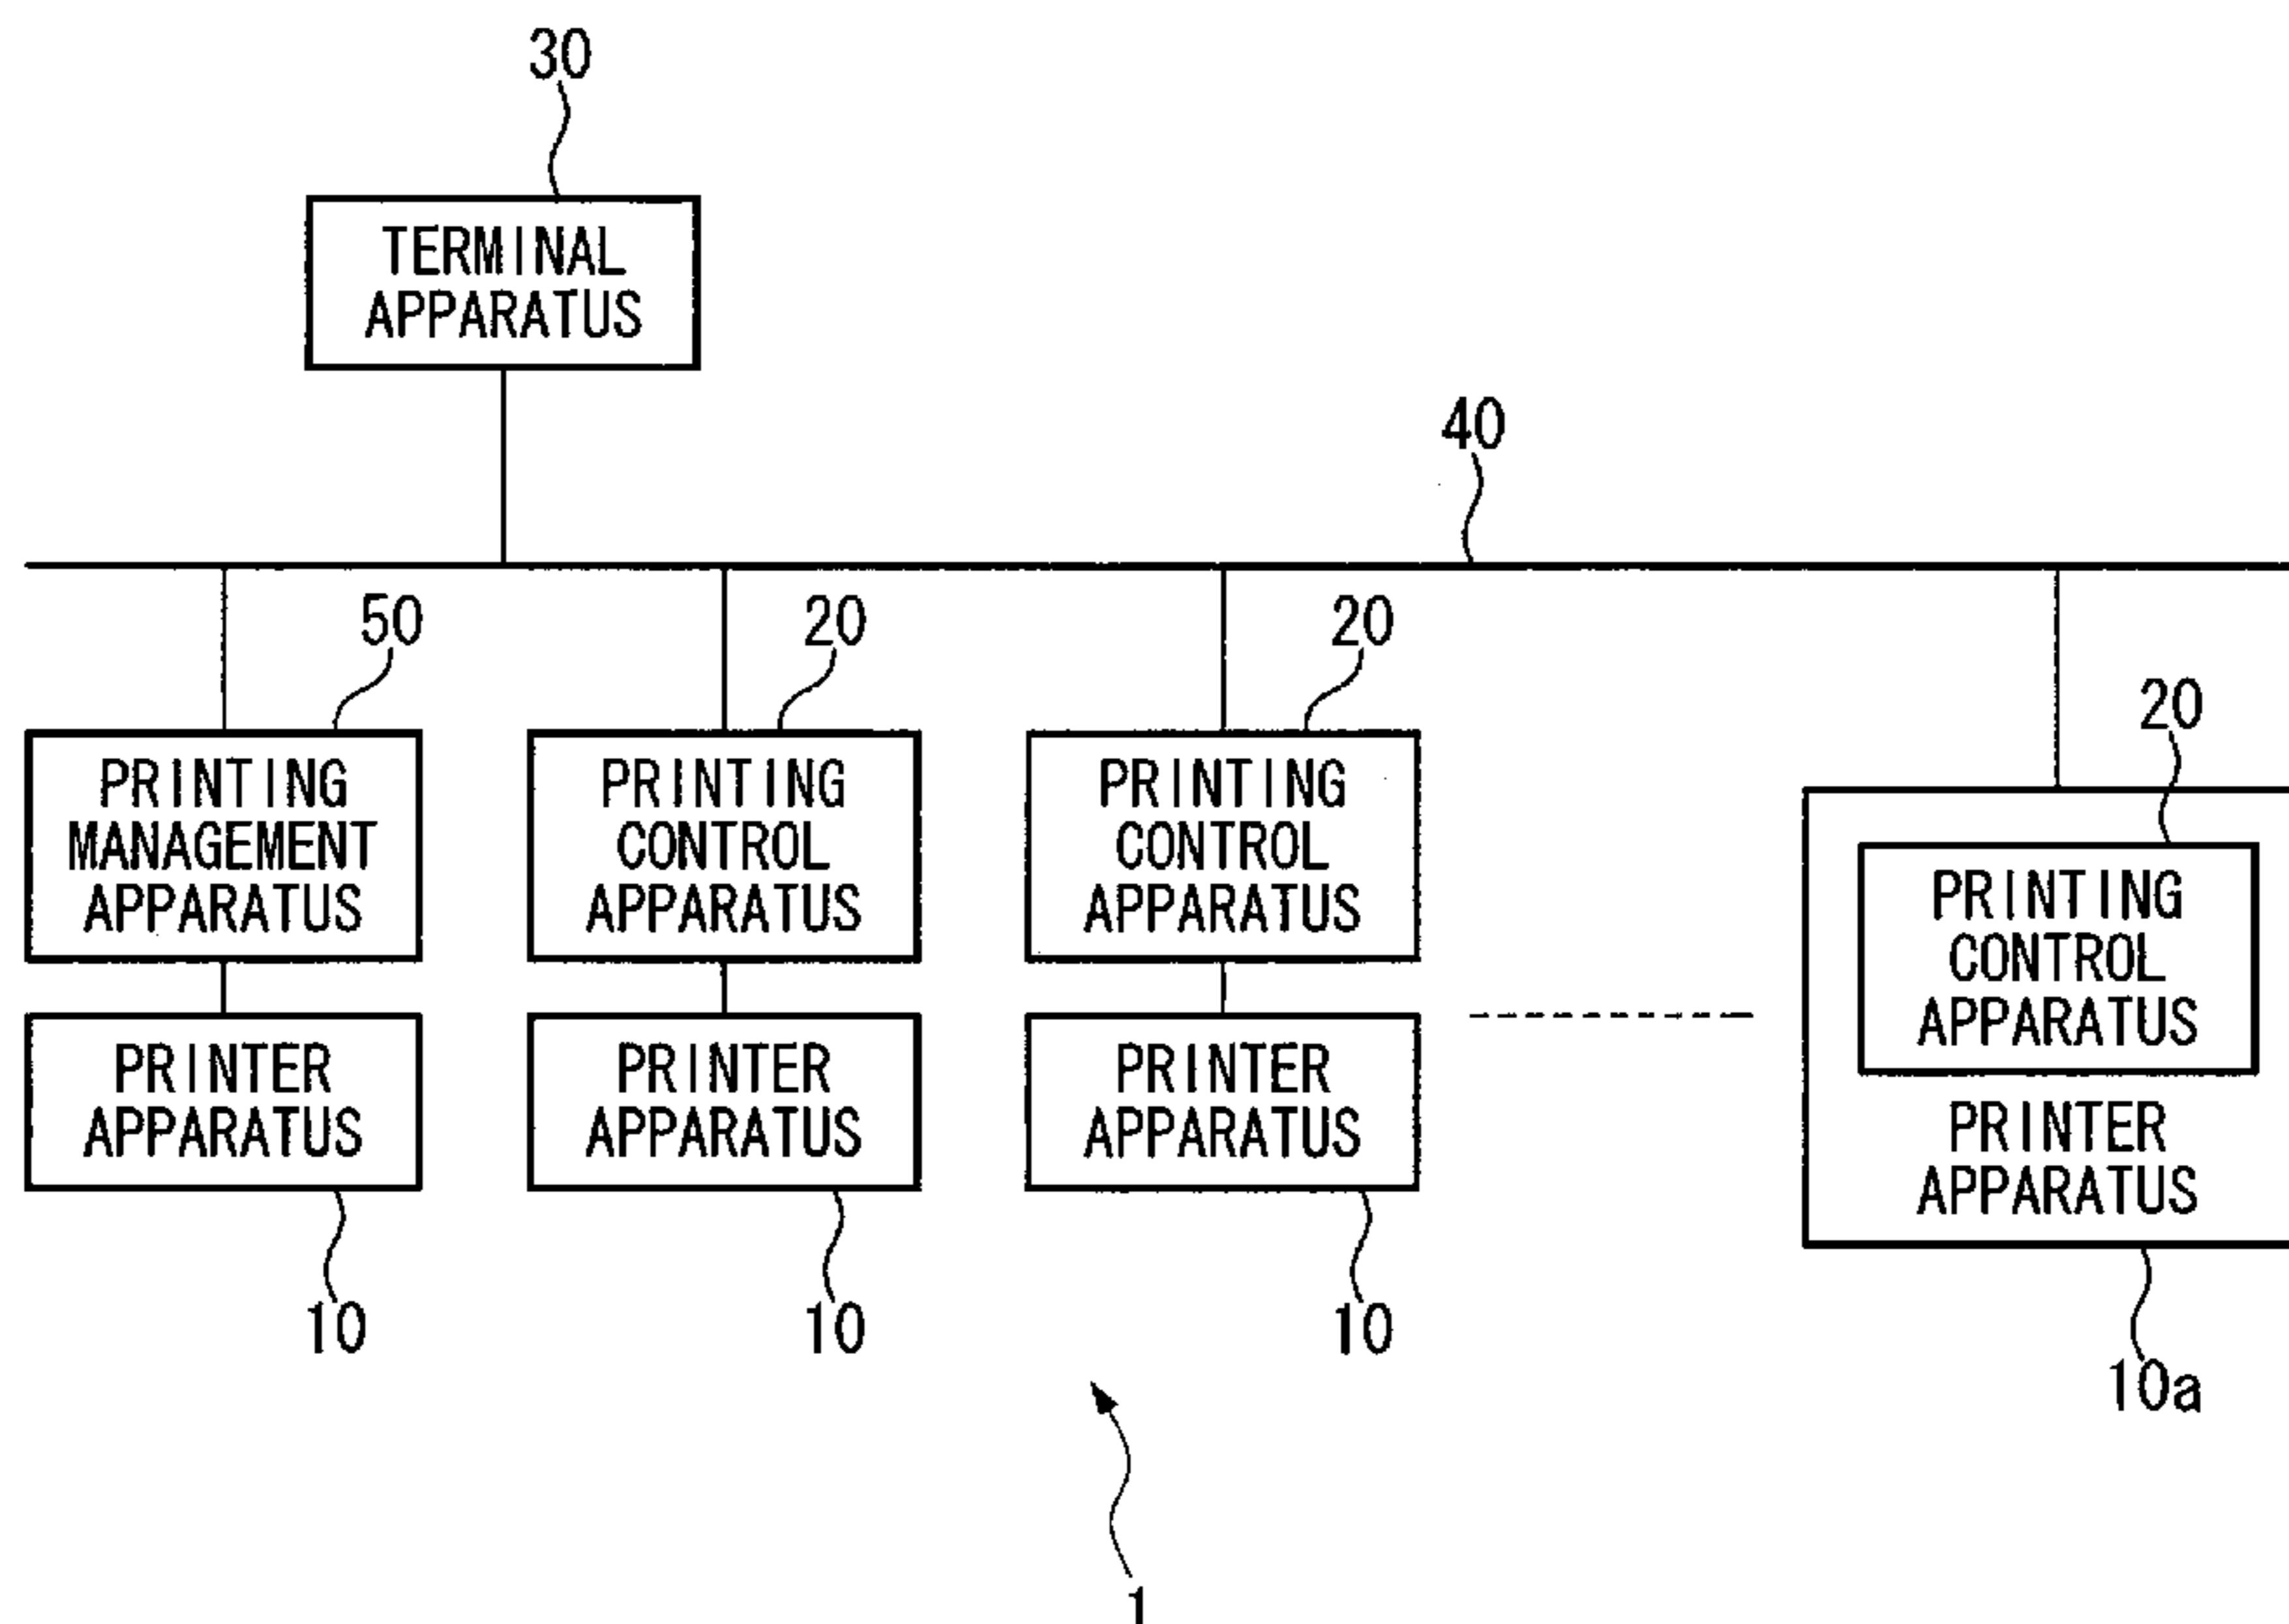 30
TERMINAL
APPARATUS
40
50
20
20
20
PRINTING
MANAGEMENT
APPARATUS
PRINTING
CONTROL
APPARATUS
PRINTING
CONTROL
APPARATUS
PRINTING
CONTROL
APPARATUS
PRINTER
APPARATUS
PRINTER
APPARATUS
PRINTER
APPARATUS
PRINTER
APPARATUS
10
10
10
10a
1